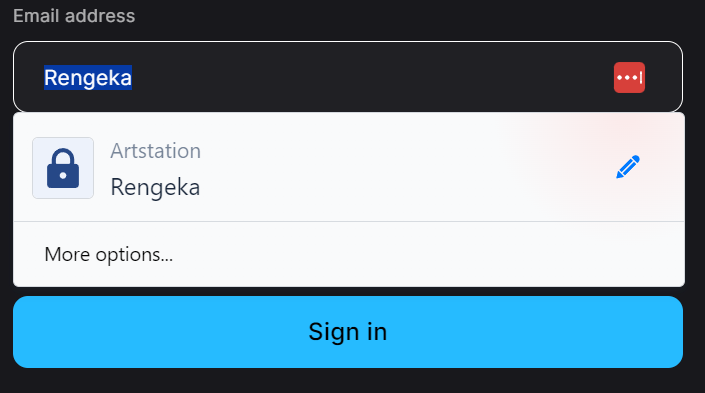 Email address
Rengeka
Artstation
Rengeka
More options...
Sign in